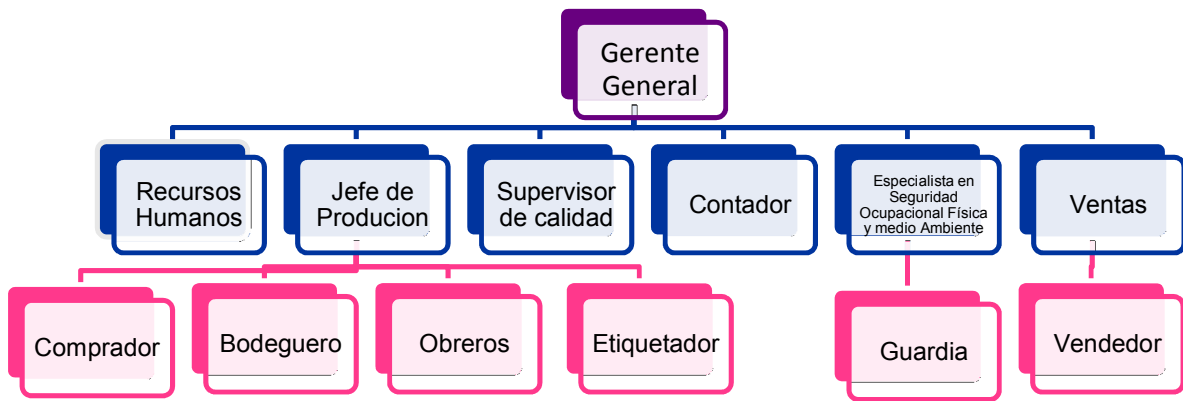 Gerente
General
Recursos
Humanos
Jefe de
Producion
Supervisor
de calidad
Contador
Especialista en
Seguridad
Ocupacional Física
y medio Ambiente
Ventas
Comprador
Bodeguero
Obreros
Etiquetador
Guardia
Vendedor